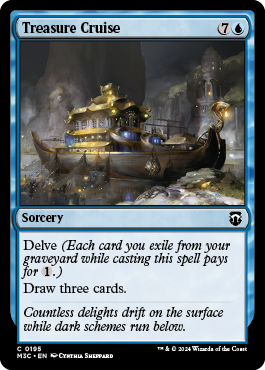 Treasure Cruise 7
Sorcery
Delve (Each card you exile from your
graveyard while casting this spell pays
for 1.)
Draw three cards.
Countless delights drift on the surface
while dark schemes run below.
C 0195
M3C • EN Cynthia Sheppard
™ & © 2024 Wizards of the Coast